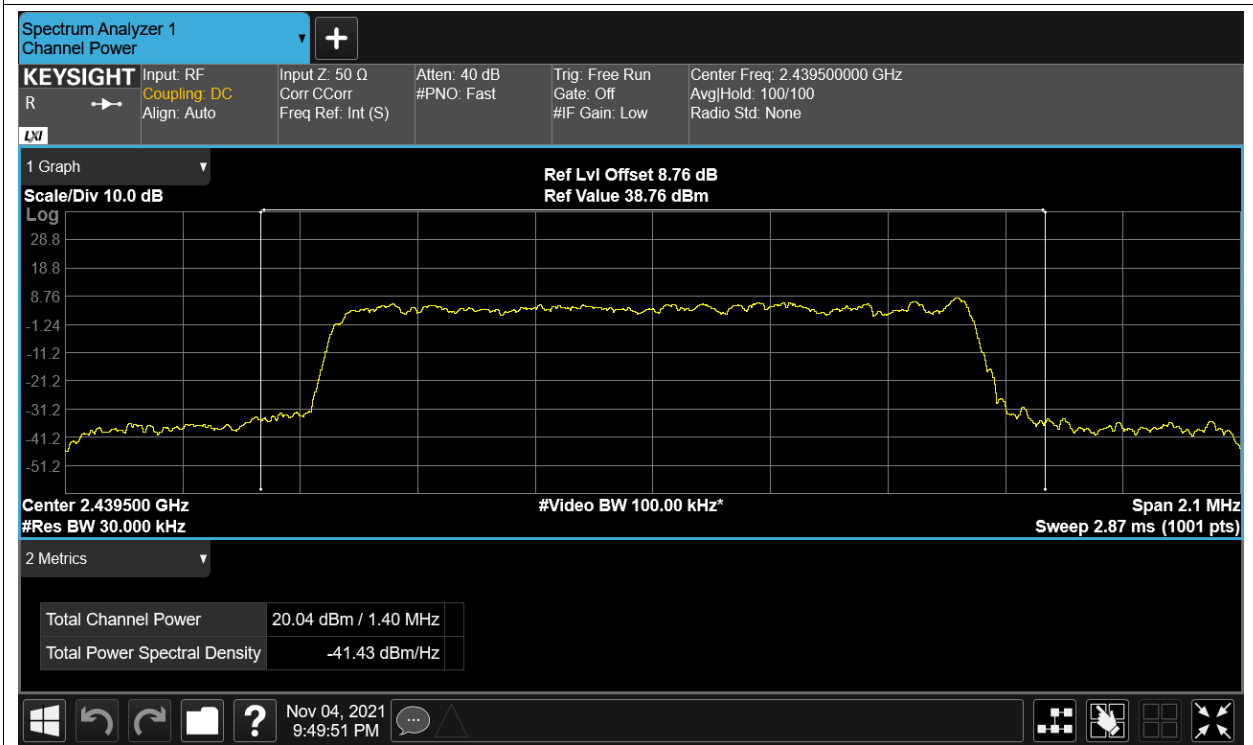 Spectrum Analyzer 1
Channel Power
▼
+
KEYSIGHT Input: RF Input Z: 50 Ω Atten: 40 dB Trig: Free Run Center Freq: 2.439500000 GHz
R Coupling: DC Corr CCorr #PNO: Fast Gate: Off Avg|Hold: 100/100
Align: Auto Freq Ref: Int (S) #IF Gain: Low Radio Std: None
LXI
1 Graph ▼
Ref Lvl Offset 8.76 dB
Scale/Div 10.0 dB Ref Value 38.76 dBm
Log
28.8
18.8
8.76
-1.24
-11.2
-21.2
-31.2
-41.2
-51.2
Center 2.439500 GHz #Video BW 100.00 kHz* Span 2.1 MHz
#Res BW 30.000 kHz Sweep 2.87 ms (1001 pts)
2 Metrics ▼
Total Channel Power 20.04 dBm / 1.40 MHz
Total Power Spectral Density -41.43 dBm/Hz
? Nov 04, 2021
9:49:51 PM